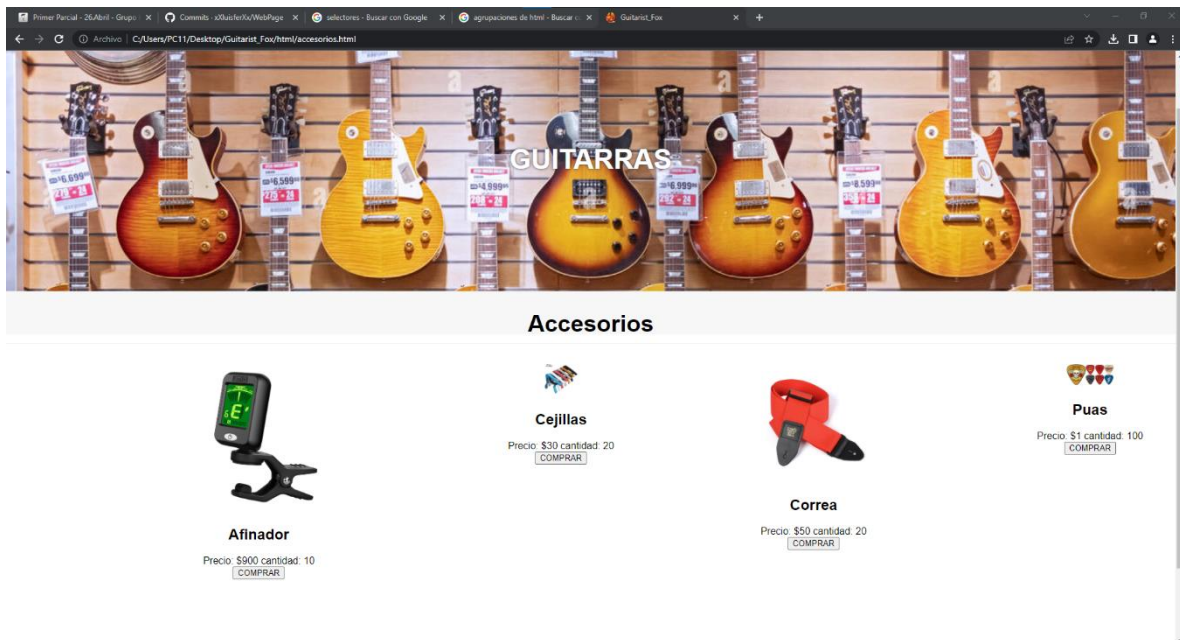 Primer Parcial - 26.Abril - Grupo
Commits · xXluisferXx/WebPage
selectores - Buscar con Google
agrupaciones de html - Buscar c
Guitarist_Fox
Archivo
C:/Users/PC11/Desktop/Guitarist_Fox/html/accesorios.html
GUITARRAS
Accesorios
Afinador
Precio: $900 cantidad: 10
COMPRAR
Cejillas
Precio: $30 cantidad: 20
COMPRAR
Correa
Precio: $50 cantidad: 20
COMPRAR
Puas
Precio: $1 cantidad: 100
COMPRAR